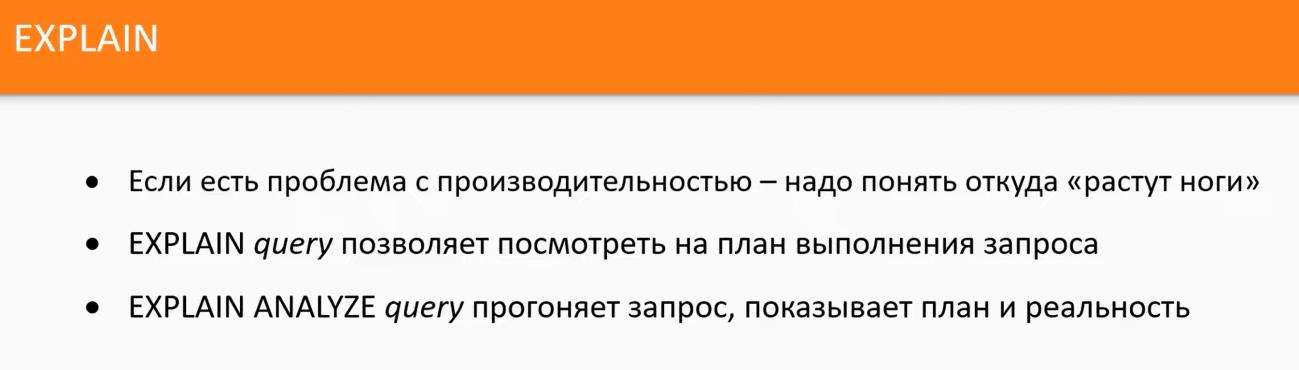 EXPLAIN
• Если есть проблема с производительностью – надо понять откуда «растут ноги»
• EXPLAIN query позволяет посмотреть на план выполнения запроса
• EXPLAIN ANALYZE query прогоняет запрос, показывает план и реальность